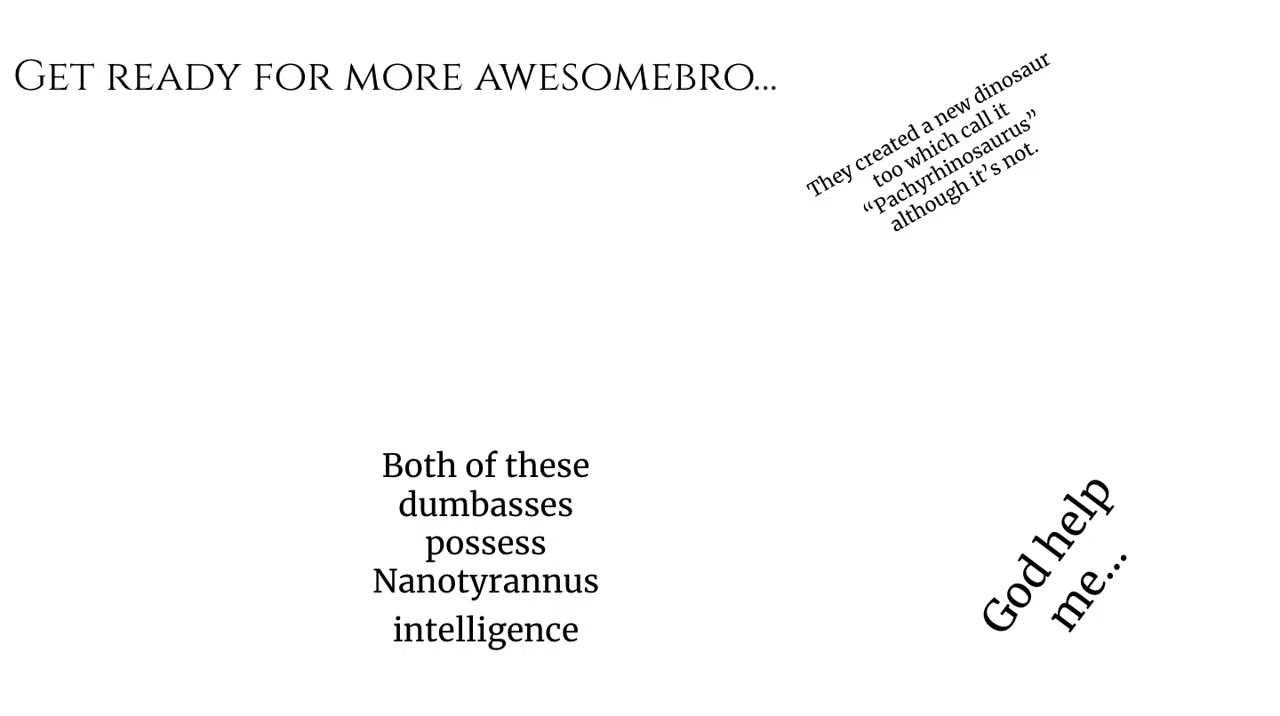 Get ready for more awesomebro...
They created a new dinosaur
too which call it
“Pachyrhinosaurus”
although it’s not.
Both of these
dumbasses
possess
Nanotyrannus
intelligence
God help
me...